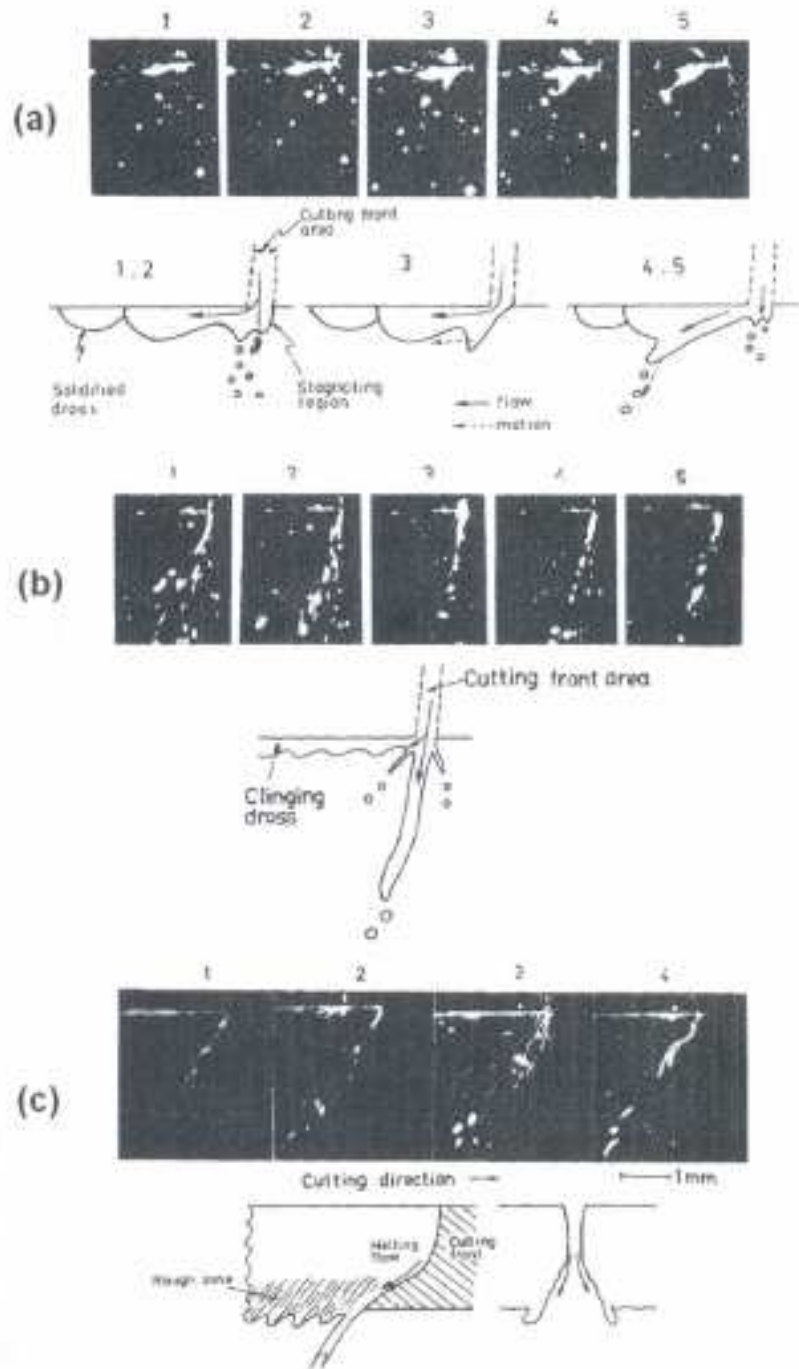 1 2 3 4 5
(a)
Cutting front
area
1.2 3 4.5
Solidified
dross
Stagnating
region
flow
motion
1 2 3 4 5
(b)
Cutting front area
Clinging
dross
1 2 3 4
(c)
Cutting direction
1mm
Melting
flow
Cutting
front
Rough zone